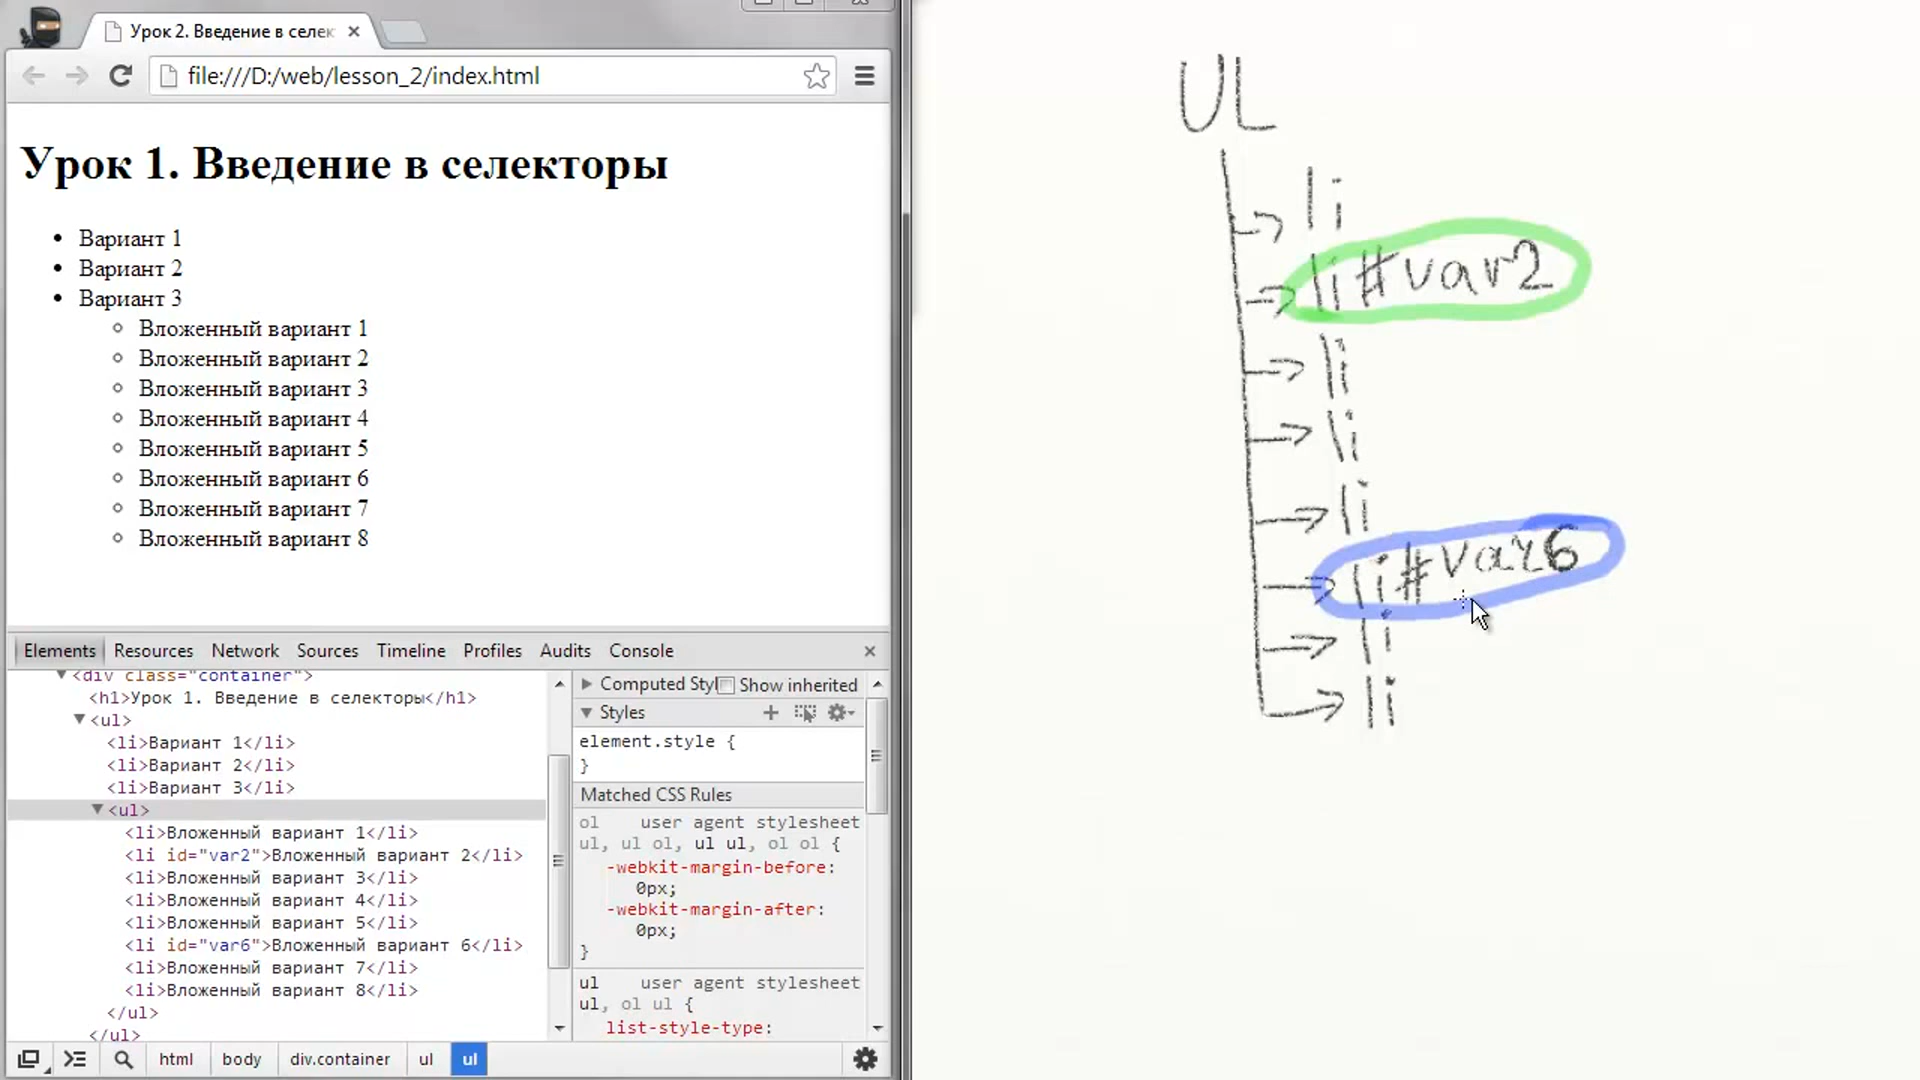 Урок 2. Введение в селек
file:///D:/web/lesson_2/index.html
Урок 1. Введение в селекторы
Вариант 1
Вариант 2
Вариант 3
Вложенный вариант 1
Вложенный вариант 2
Вложенный вариант 3
Вложенный вариант 4
Вложенный вариант 5
Вложенный вариант 6
Вложенный вариант 7
Вложенный вариант 8
Elements Resources Network Sources Timeline Profiles Audits Console
<div class="container">
<h1>Урок 1. Введение в селекторы</h1>
<ul>
<li>Вариант 1</li>
<li>Вариант 2</li>
<li>Вариант 3</li>
<ul>
<li>Вложенный вариант 1</li>
<li id="var2">Вложенный вариант 2</li>
<li>Вложенный вариант 3</li>
<li>Вложенный вариант 4</li>
<li>Вложенный вариант 5</li>
<li id="var6">Вложенный вариант 6</li>
<li>Вложенный вариант 7</li>
<li>Вложенный вариант 8</li>
</ul>
</ul>
Computed Styl Show inherited
Styles
element.style {
}
Matched CSS Rules
ol user agent stylesheet
ul, ul ol, ul ul, ol ol {
-webkit-margin-before:
0px;
-webkit-margin-after:
0px;
}
ul user agent stylesheet
ul, ol ul {
list-style-type:
html body div.container ul ul
UL
li
li#var2
li
li
li
li#var6
li
li